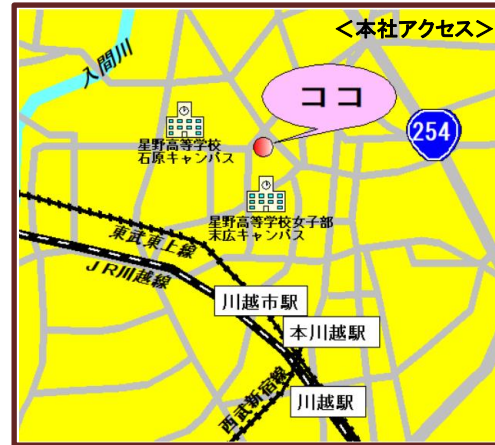 ＜本社アクセス＞
入間川
ココ
254
星野高等学校
石原キャンパス
星野高等学校女子部
末広キャンパス
東武東上線
ＪＲ川越線
川越市駅
本川越駅
西武新宿線
川越駅